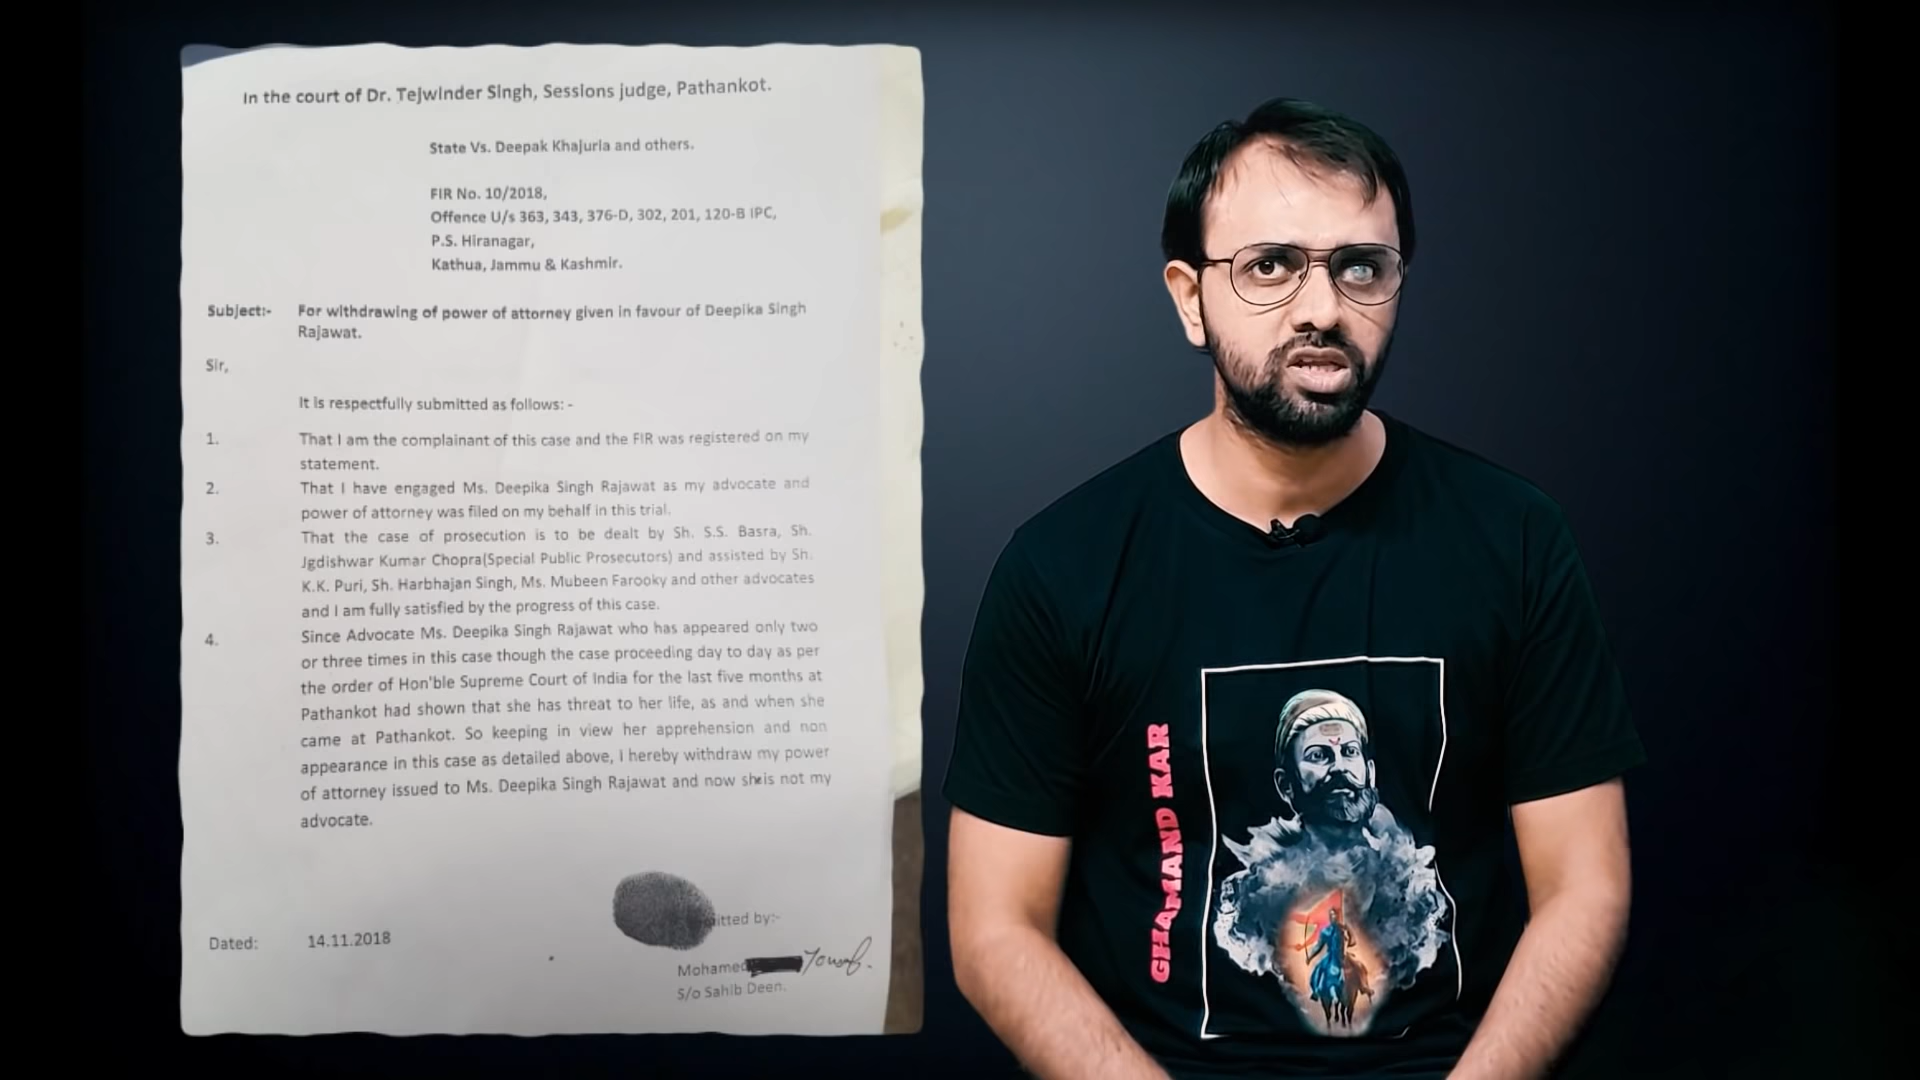 In the court of Dr. Tejwinder Singh, Sessions judge, Pathankot.
State Vs. Deepak Khajuria and others.
FIR No. 10/2018,
Offence U/s 363, 343, 376-D, 302, 201, 120-B IPC,
P.S. Hiranagar,
Kathua, Jammu & Kashmir.
Subject:- For withdrawing of power of attorney given in favour of Deepika Singh
Rajawat.
Sir,
It is respectfully submitted as follows: -
1. That I am the complainant of this case and the FIR was registered on my
statement.
2. That I have engaged Ms. Deepika Singh Rajawat as my advocate and
power of attorney was filed on my behalf in this trial.
3. That the case of prosecution is to be dealt by Sh. S.S. Basra, Sh.
Jgdishwar Kumar Chopra(Special Public Prosecutors) and assisted by Sh.
K.K. Puri, Sh. Harbhajan Singh, Ms. Mubeen Farooky and other advocates
and I am fully satisfied by the progress of this case.
4. Since Advocate Ms. Deepika Singh Rajawat who has appeared only two
or three times in this case though the case proceeding day to day as per
the order of Hon'ble Supreme Court of India for the last five months at
Pathankot had shown that she has threat to her life, as and when she
came at Pathankot. So keeping in view her apprehension and non
appearance in this case as detailed above, I hereby withdraw my power
of attorney issued to Ms. Deepika Singh Rajawat and now she is not my
advocate.
itted by:-
Dated: 14.11.2018
Mohamed Yousf.
S/o Sahib Deen.
GHAMAND KAR